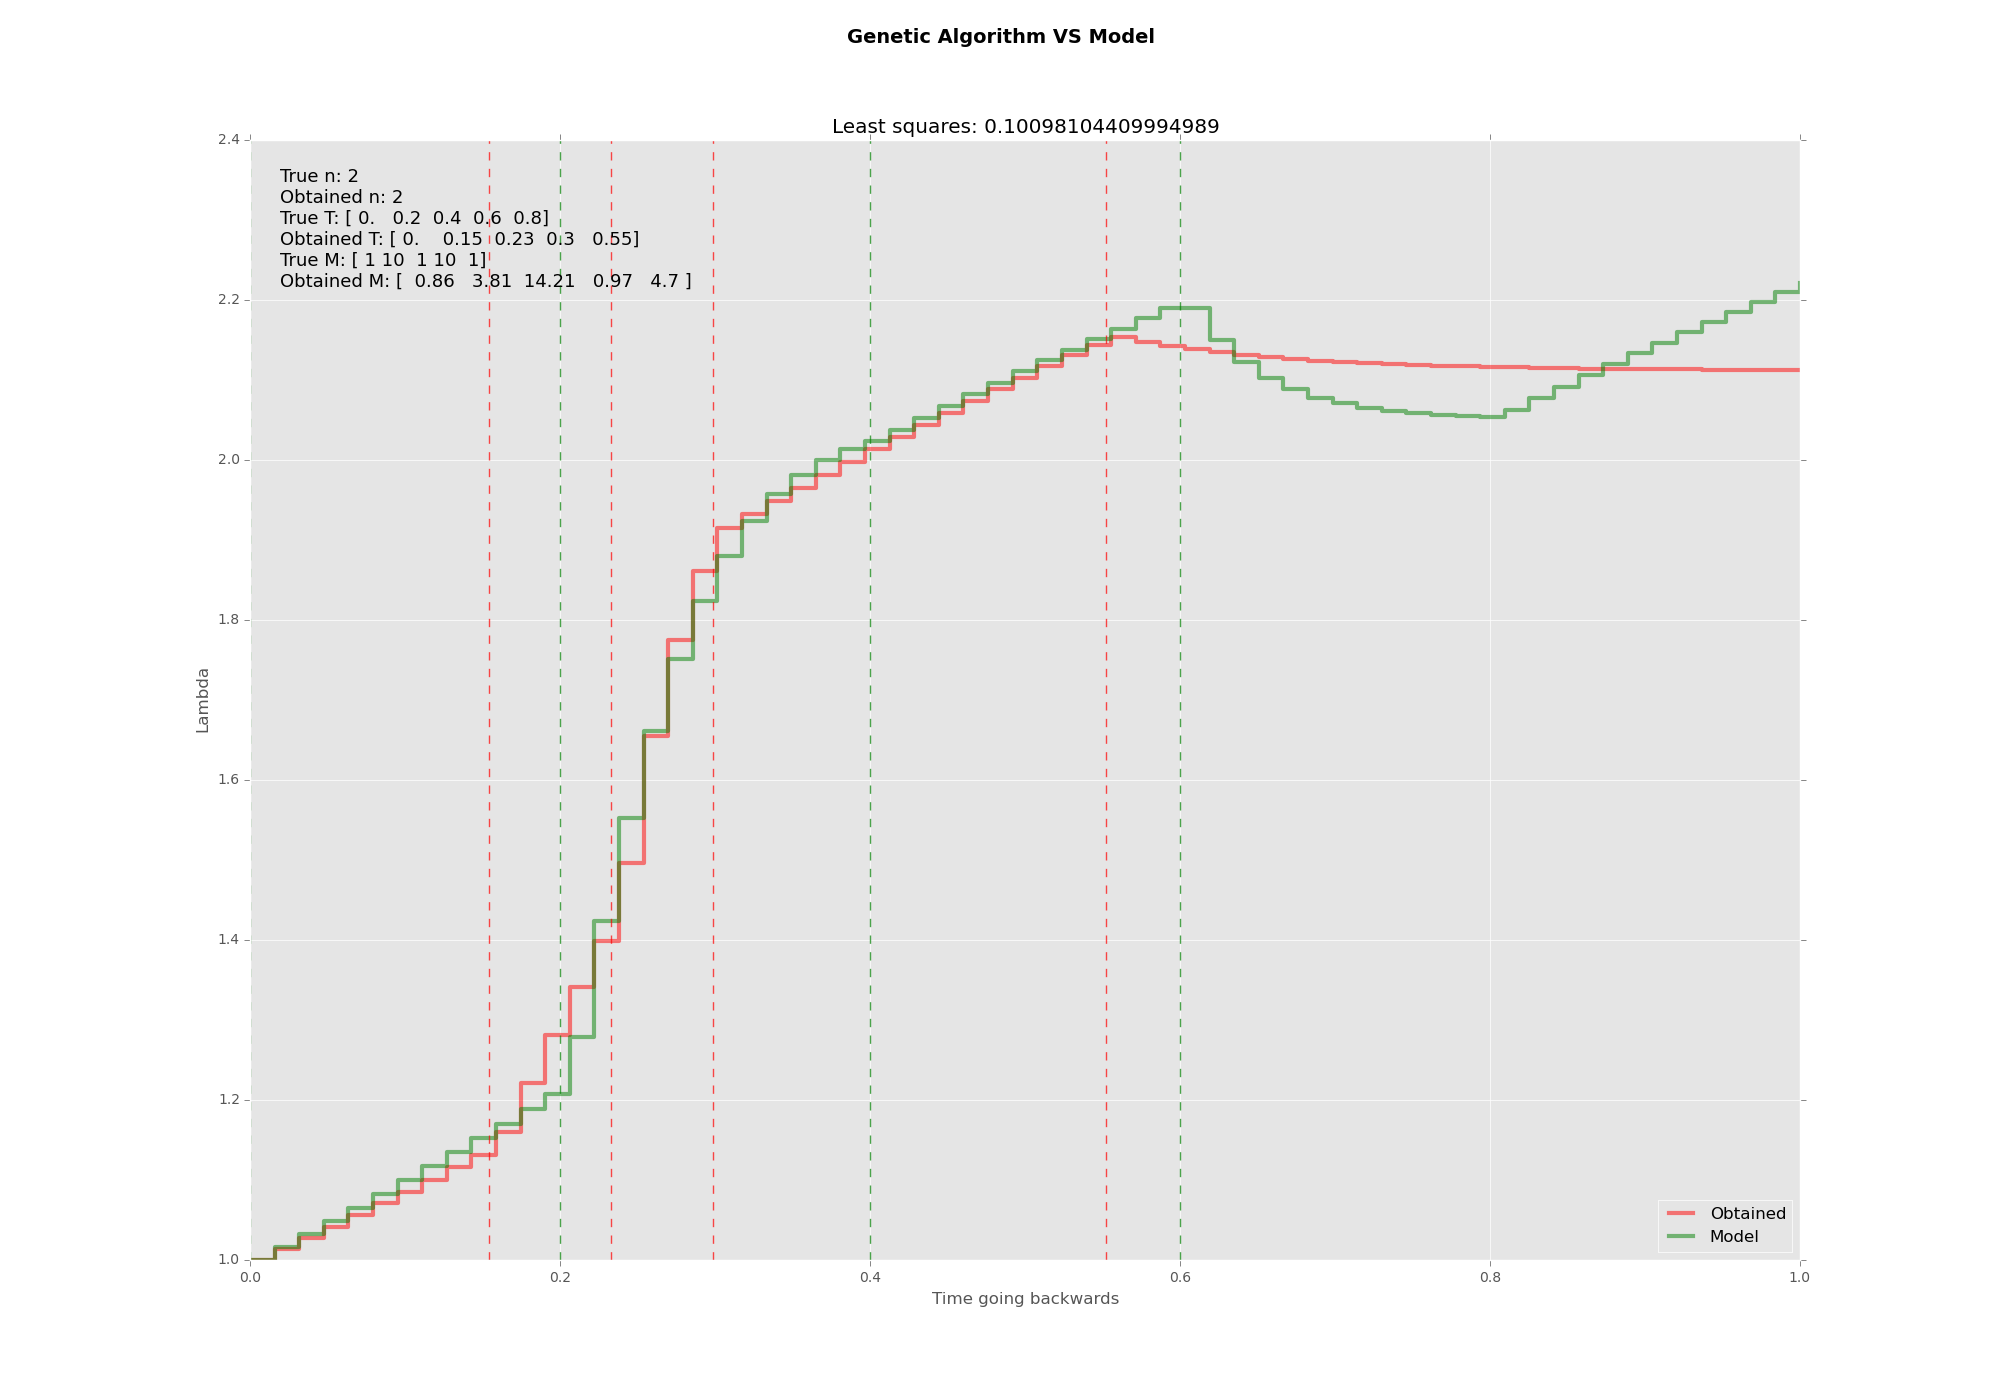 Genetic Algorithm VS Model
Least squares: 0.10098104409994989
2.4
True n: 2
Obtained n: 2
True T: [ 0.   0.2  0.4  0.6  0.8]
Obtained T: [ 0.    0.15  0.23  0.3   0.55]
True M: [ 1 10  1 10  1]
Obtained M: [  0.86   3.81  14.21   0.97   4.7 ]
2.2
2.0
1.8
1.6
1.4
1.2
1.0
Lambda
Obtained
Model
0.0 0.2 0.4 0.6 0.8 1.0
Time going backwards